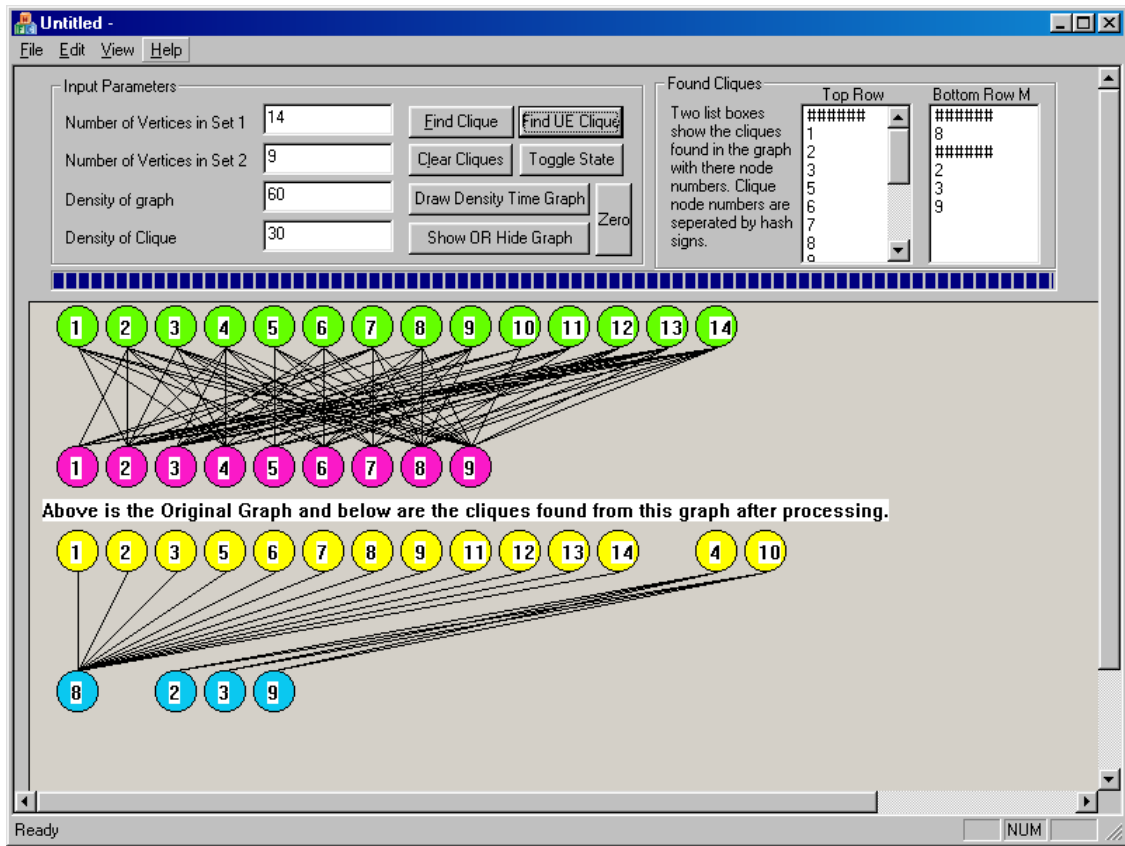 Untitled -
File Edit View Help
Input Parameters
Number of Vertices in Set 1 14
Number of Vertices in Set 2 9
Density of graph 60
Density of Clique 30
Find Clique Find UE Clique
Clear Cliques Toggle State
Draw Density Time Graph
Show OR Hide Graph
Zero
Found Cliques
Two list boxes
show the cliques
found in the graph
with there node
numbers. Clique
node numbers are
seperated by hash
signs.
Top Row
######
1
2
3
5
6
7
8
9
Bottom Row M
######
8
######
2
3
9
1 2 3 4 5 6 7 8 9 10 11 12 13 14
1 2 3 4 5 6 7 8 9
Above is the Original Graph and below are the cliques found from this graph after processing.
1 2 3 5 6 7 8 9 11 12 13 14 4 10
8 2 3 9
Ready NUM